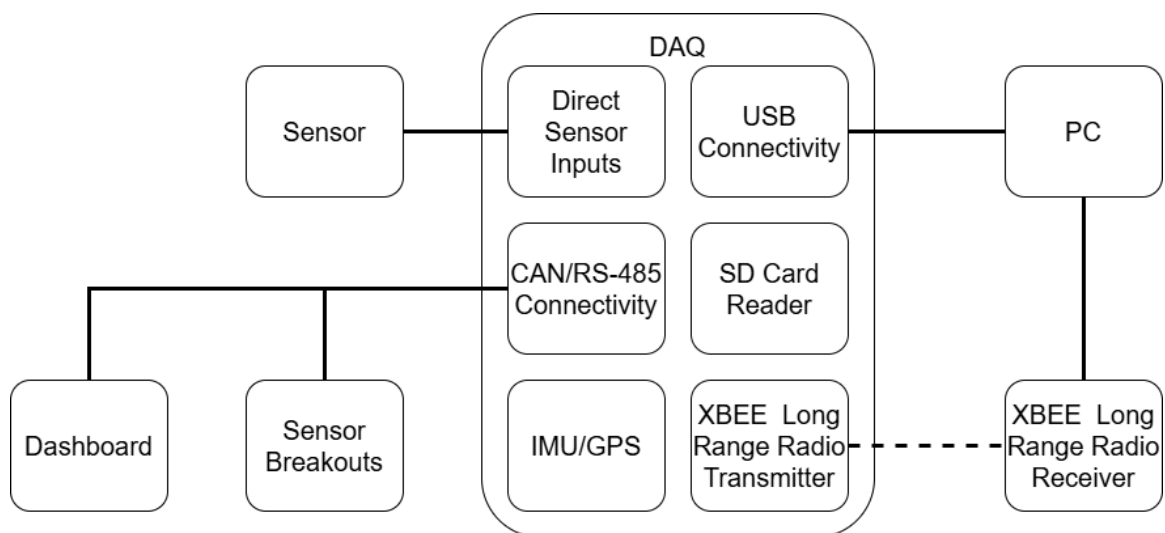 DAQ
Sensor
Direct
Sensor
Inputs
USB
Connectivity
PC
CAN/RS-485
Connectivity
SD Card
Reader
Dashboard
Sensor
Breakouts
IMU/GPS
XBEE Long
Range Radio
Transmitter
XBEE Long
Range Radio
Receiver